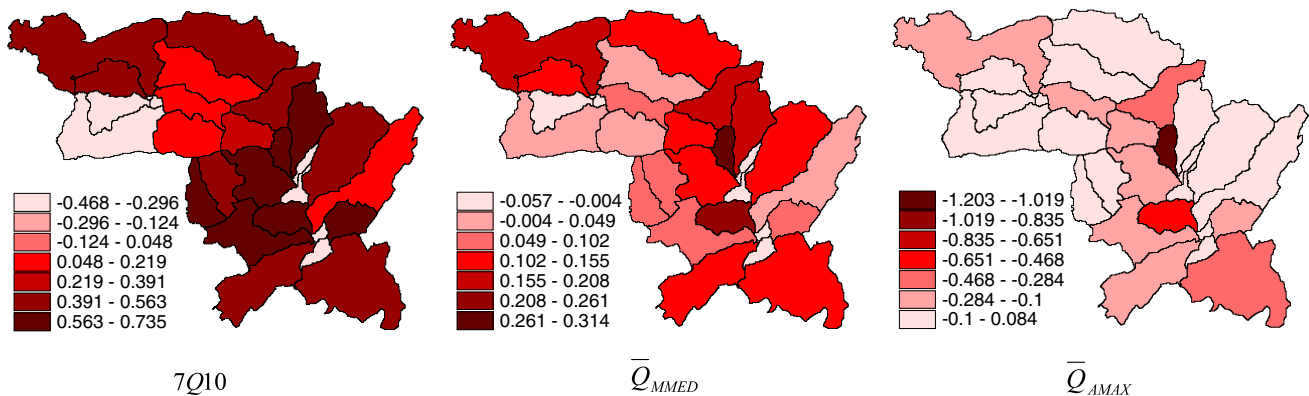 -0.468 - -0.296
-0.296 - -0.124
-0.124 - 0.048
0.048 - 0.219
0.219 - 0.391
0.391 - 0.563
0.563 - 0.735
7Q10
-0.057 - -0.004
-0.004 - 0.049
0.049 - 0.102
0.102 - 0.155
0.155 - 0.208
0.208 - 0.261
0.261 - 0.314
Q̅MMED
-1.203 - -1.019
-1.019 - -0.835
-0.835 - -0.651
-0.651 - -0.468
-0.468 - -0.284
-0.284 - -0.1
-0.1 - 0.084
Q̅AMAX